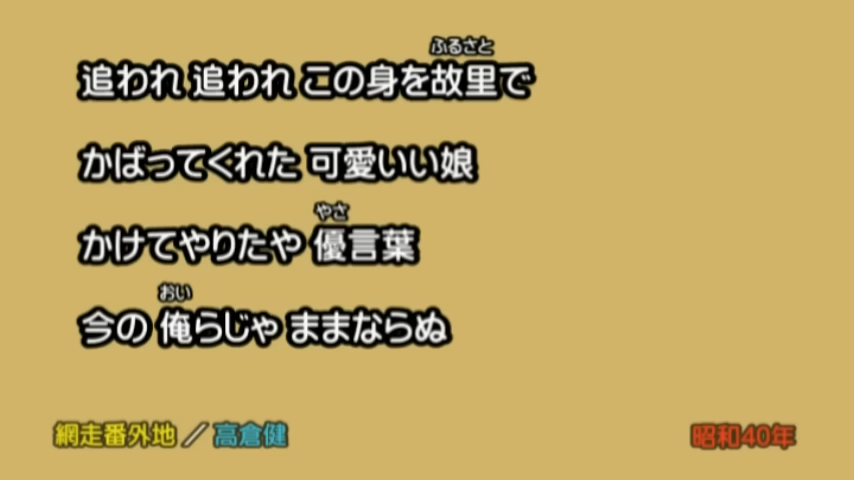 ふるさと
追われ 追われ この身を故里で
かばってくれた 可愛いい娘
やさ
かけてやりたや 優言葉
おい
今の 俺らじゃ ままならぬ
網走番外地／高倉健
昭和40年